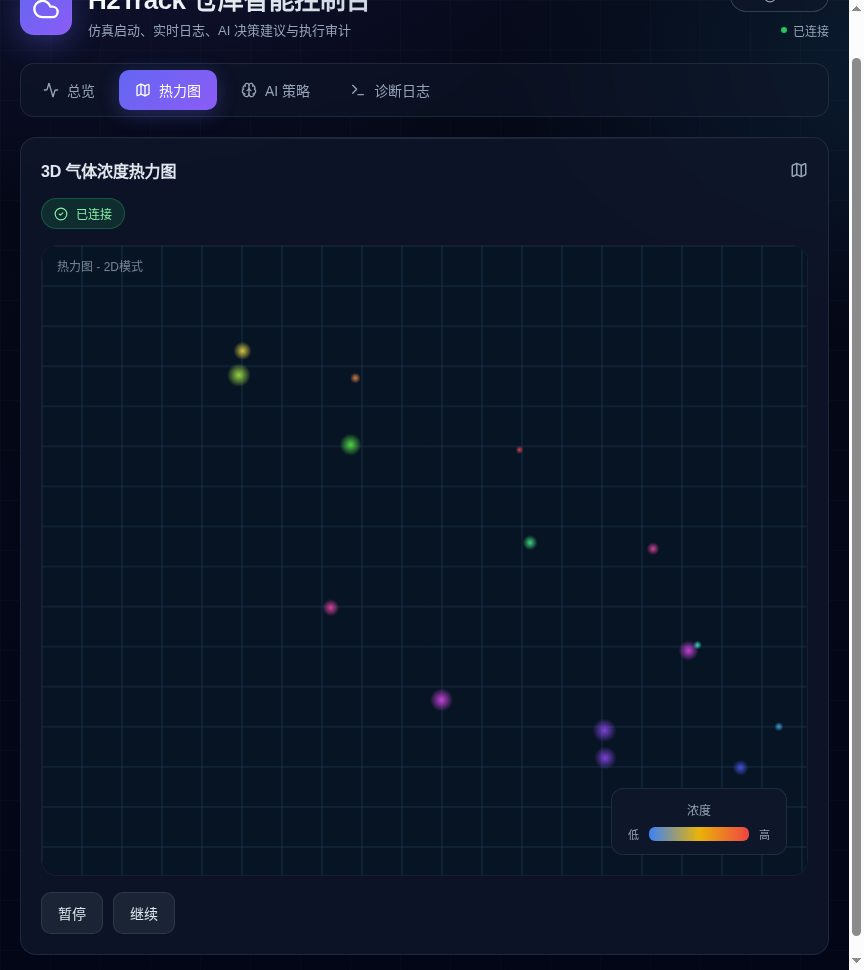 H2Track 仓库智能控制台
仿真启动、实时日志、AI 决策建议与执行审计
已连接
总览
热力图
AI 策略
诊断日志
3D 气体浓度热力图
已连接
热力图 - 2D模式
浓度
低
高
暂停
继续